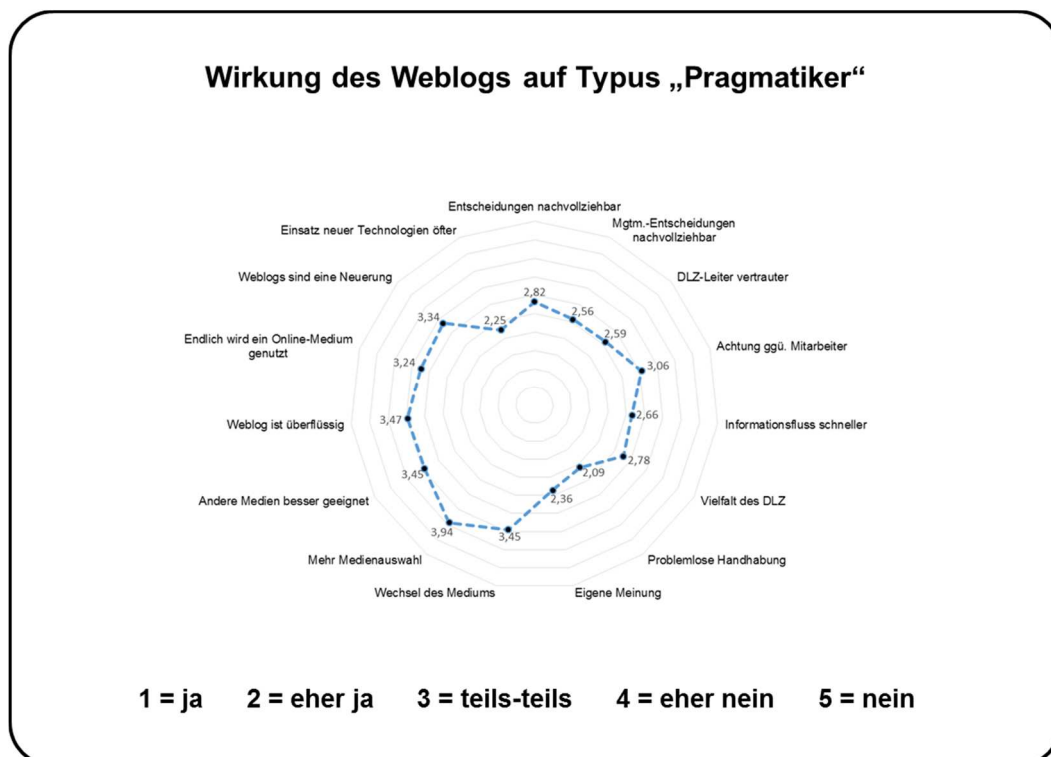 Wirkung des Weblogs auf Typus „Pragmatiker“
Entscheidungen nachvollziehbar
Mgtm.-Entscheidungen
nachvollziehbar
DLZ-Leiter vertrauter
Achtung ggü. Mitarbeiter
Informationsfluss schneller
Vielfalt des DLZ
Problemlose Handhabung
Eigene Meinung
Wechsel des Mediums
Mehr Medienauswahl
Andere Medien besser geeignet
Weblog ist überflüssig
Endlich wird ein Online-Medium
genutzt
Weblogs sind eine Neuerung
Einsatz neuer Technologien öfter
2,82
2,56
2,59
3,06
2,66
2,78
2,09
2,36
3,45
3,94
3,45
3,47
3,24
3,34
2,25
1 = ja 2 = eher ja 3 = teils-teils 4 = eher nein 5 = nein